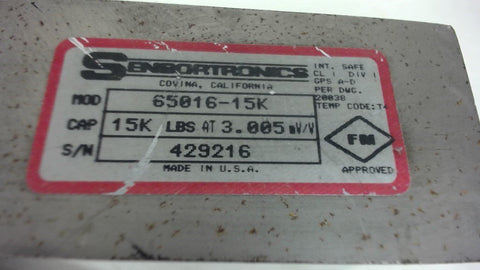 SENSORTRONICS
COVINA, CALIFORNIA
MOD 65016-15K
CAP 15K LBS AT 3.005 mV/V
S/N 429216
MADE IN U.S.A.
INT. SAFE
CL I DIV I
GPS A-D
PER DWG.
20038
TEMP CODE:T4
FM
APPROVED